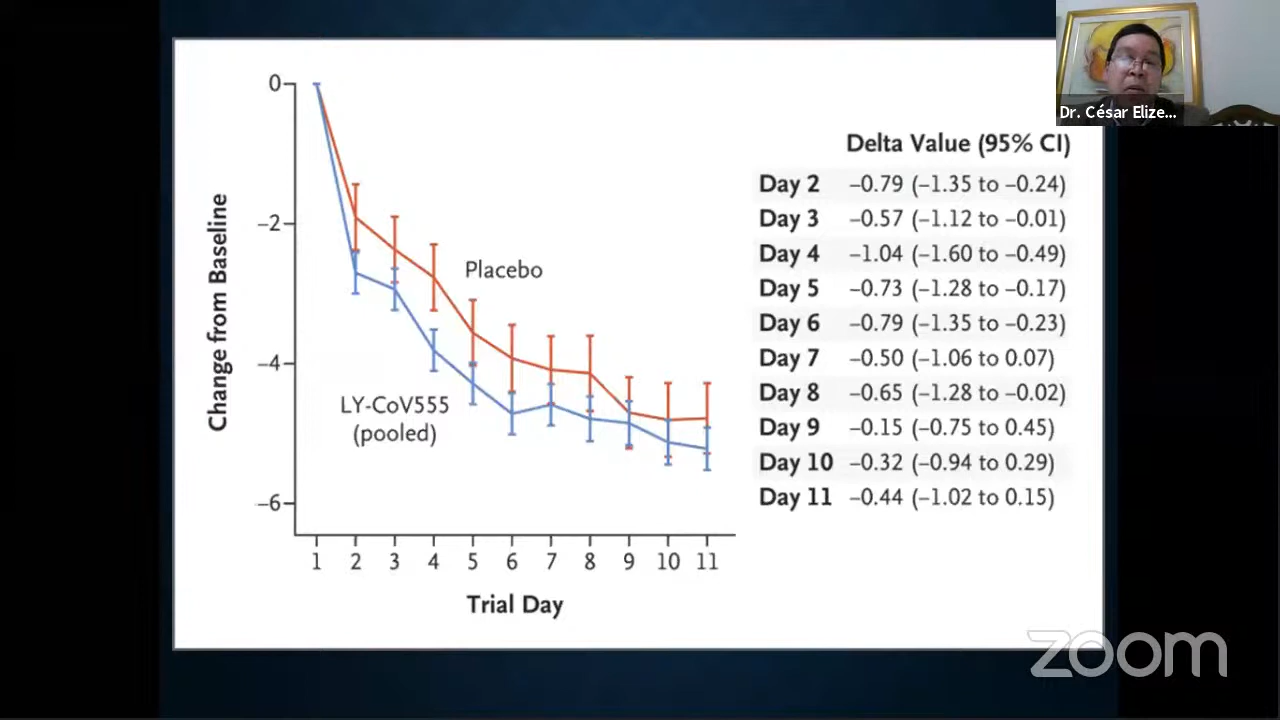 Dr. César Elize...
Delta Value (95% CI)
Day 2 –0.79 (–1.35 to –0.24)
Day 3 –0.57 (–1.12 to –0.01)
Day 4 –1.04 (–1.60 to –0.49)
Day 5 –0.73 (–1.28 to –0.17)
Day 6 –0.79 (–1.35 to –0.23)
Day 7 –0.50 (–1.06 to 0.07)
Day 8 –0.65 (–1.28 to –0.02)
Day 9 –0.15 (–0.75 to 0.45)
Day 10 –0.32 (–0.94 to 0.29)
Day 11 –0.44 (–1.02 to 0.15)
Change from Baseline
0
–2
–4
–6
Placebo
LY-CoV555
(pooled)
1 2 3 4 5 6 7 8 9 10 11
Trial Day
zoom